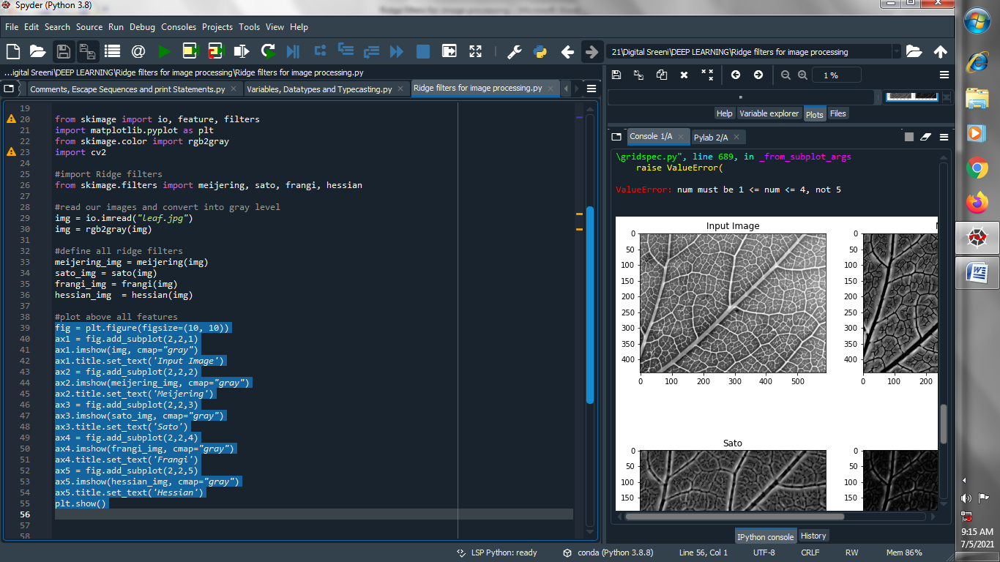 Spyder (Python 3.8)
File Edit Search Source Run Debug Consoles Projects Tools View Help
21\Digital Sreeni\DEEP LEARNING\Ridge filters for image processing
...igital Sreeni\DEEP LEARNING\Ridge filters for image processing\Ridge filters for image processing.py
Comments, Escape Sequences and print Statements.py Variables, Datatypes and Typecasting.py Ridge filters for image processing.py
19
20 from skimage import io, feature, filters
21 import matplotlib.pyplot as plt
22 from skimage.color import rgb2gray
23 import cv2
24
25 #import Ridge filters
26 from skimage.filters import meijering, sato, frangi, hessian
27
28 #read our images and convert into gray level
29 img = io.imread("leaf.jpg")
30 img = rgb2gray(img)
31
32 #define all ridge filters
33 meijering_img = meijering(img)
34 sato_img = sato(img)
35 frangi_img = frangi(img)
36 hessian_img  = hessian(img)
37
38 #plot above all features
39 fig = plt.figure(figsize=(10, 10))
40 ax1 = fig.add_subplot(2,2,1)
41 ax1.imshow(img, cmap="gray")
42 ax1.title.set_text('Input Image')
43 ax2 = fig.add_subplot(2,2,2)
44 ax2.imshow(meijering_img, cmap="gray")
45 ax2.title.set_text('Meijering')
46 ax3 = fig.add_subplot(2,2,3)
47 ax3.imshow(sato_img, cmap="gray")
48 ax3.title.set_text('Sato')
49 ax4 = fig.add_subplot(2,2,4)
50 ax4.imshow(frangi_img, cmap="gray")
51 ax4.title.set_text('Frangi')
52 ax5 = fig.add_subplot(2,2,5)
53 ax5.imshow(hessian_img, cmap="gray")
54 ax5.title.set_text('Hessian')
55 plt.show()
56
57
58
1 %
Help Variable explorer Plots Files
Console 1/A Pylab 2/A
\gridspec.py", line 689, in _from_subplot_args
raise ValueError(
ValueError: num must be 1 <= num <= 4, not 5
Input Image
0
50
100
150
200
250
300
350
400
0 100 200 300 400 500
0
50
100
150
200
250
300
350
400
0 100 200
Sato
0
50
100
150
0
50
100
150
IPython console History
LSP Python: ready conda (Python 3.8.8) Line 56, Col 1 UTF-8 CRLF RW Mem 86%
9:15 AM
7/5/2021